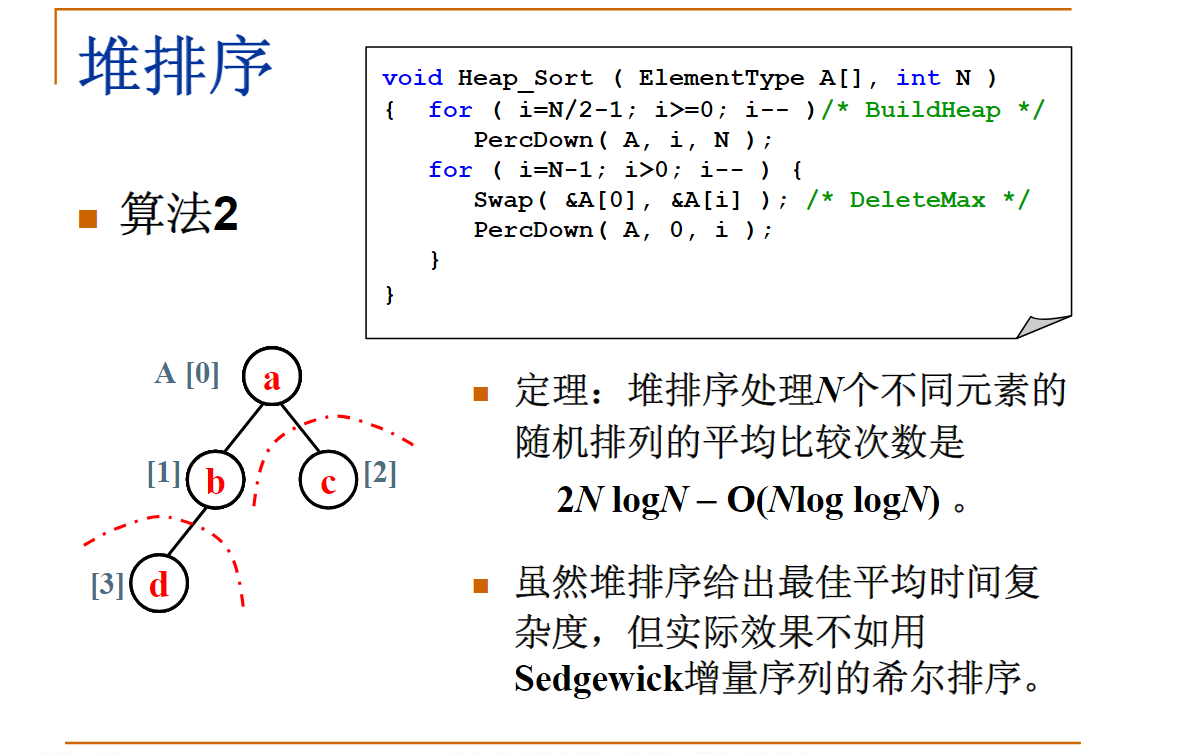 堆排序
void Heap_Sort ( ElementType A[], int N )
{ for ( i=N/2-1; i>=0; i-- )/* BuildHeap */
PercDown( A, i, N );
for ( i=N-1; i>0; i-- ) {
Swap( &A[0], &A[i] ); /* DeleteMax */
PercDown( A, 0, i );
}
}
算法2
A [0] a
[1] b c [2]
[3] d
定理：堆排序处理N个不同元素的
随机排列的平均比较次数是
2N logN – O(Nlog logN) 。
虽然堆排序给出最佳平均时间复
杂度，但实际效果不如用
Sedgewick增量序列的希尔排序。